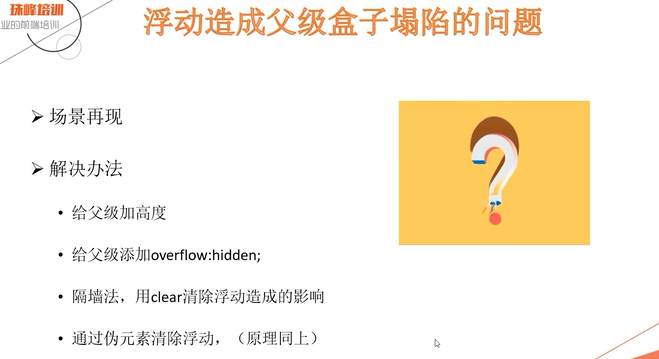 珠峰培训
业的前端培训
浮动造成父级盒子塌陷的问题
场景再现
解决办法
给父级加高度
给父级添加overflow:hidden;
隔墙法，用clear清除浮动造成的影响
通过伪元素清除浮动，（原理同上）